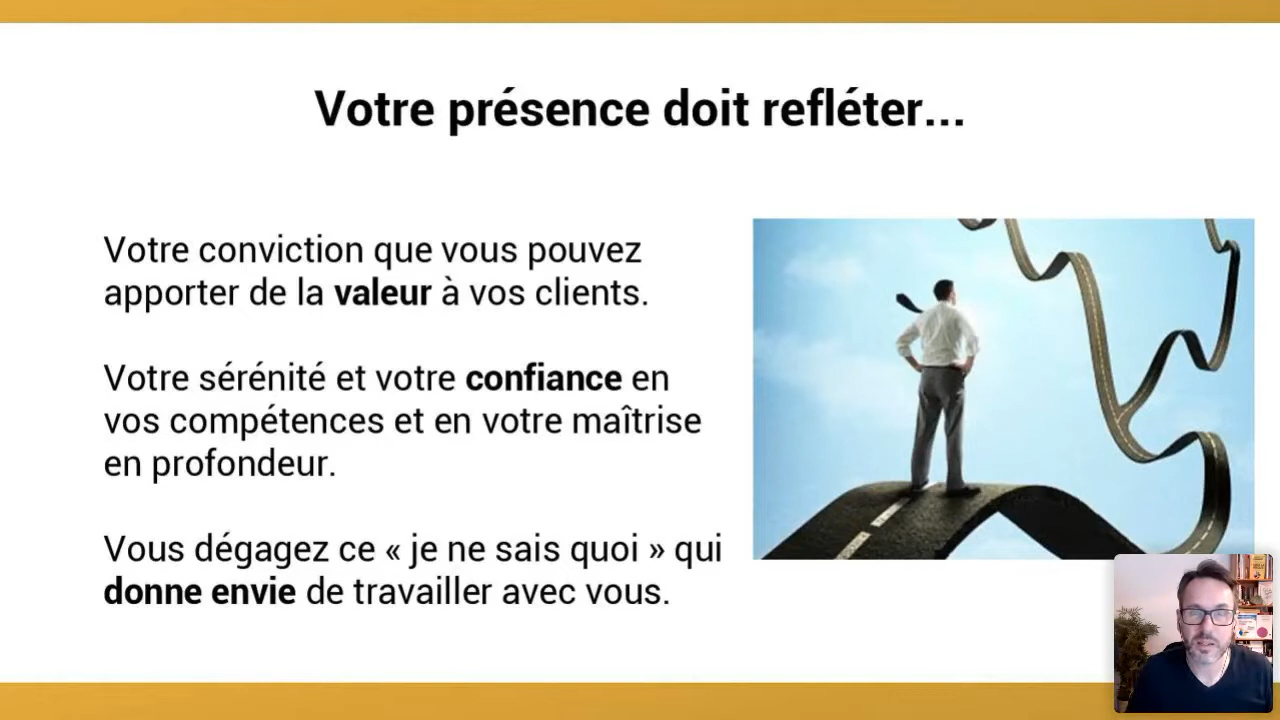 Votre présence doit refléter...
Votre conviction que vous pouvez
apporter de la valeur à vos clients.
Votre sérénité et votre confiance en
vos compétences et en votre maîtrise
en profondeur.
Vous dégagez ce « je ne sais quoi » qui
donne envie de travailler avec vous.